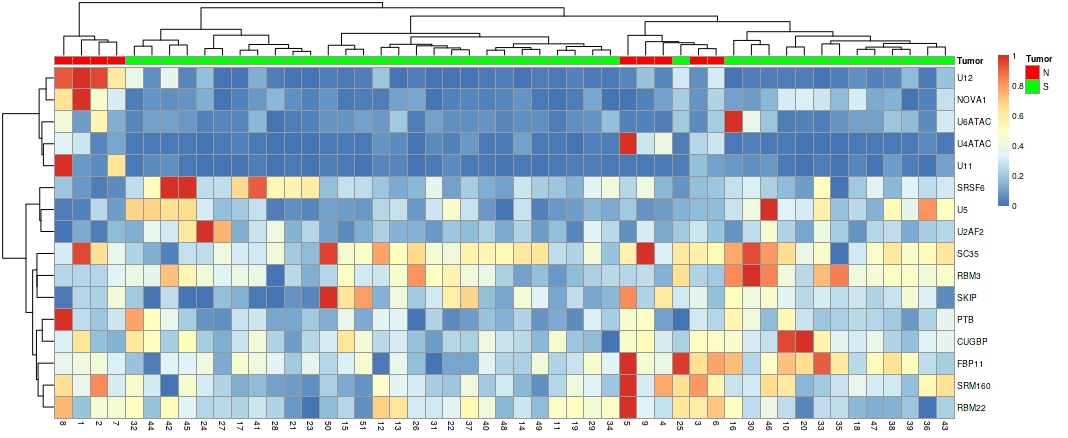 Tumor
U12
NOVA1
U6ATAC
U4ATAC
U11
SRSF6
U5
U2AF2
SC35
RBM3
SKIP
PTB
CUGBP
FBP11
SRM160
RBM22
8 1 2 7 32 44 42 45 24 27 17 41 28 21 23 50 15 51 12 13 26 31 22 37 40 48 14 49 11 19 29 34 5 9 4 25 3 6 16 30 46 10 20 33 35 18 47 38 39 36 43
1
0.8
0.6
0.4
0.2
0
Tumor
N
S